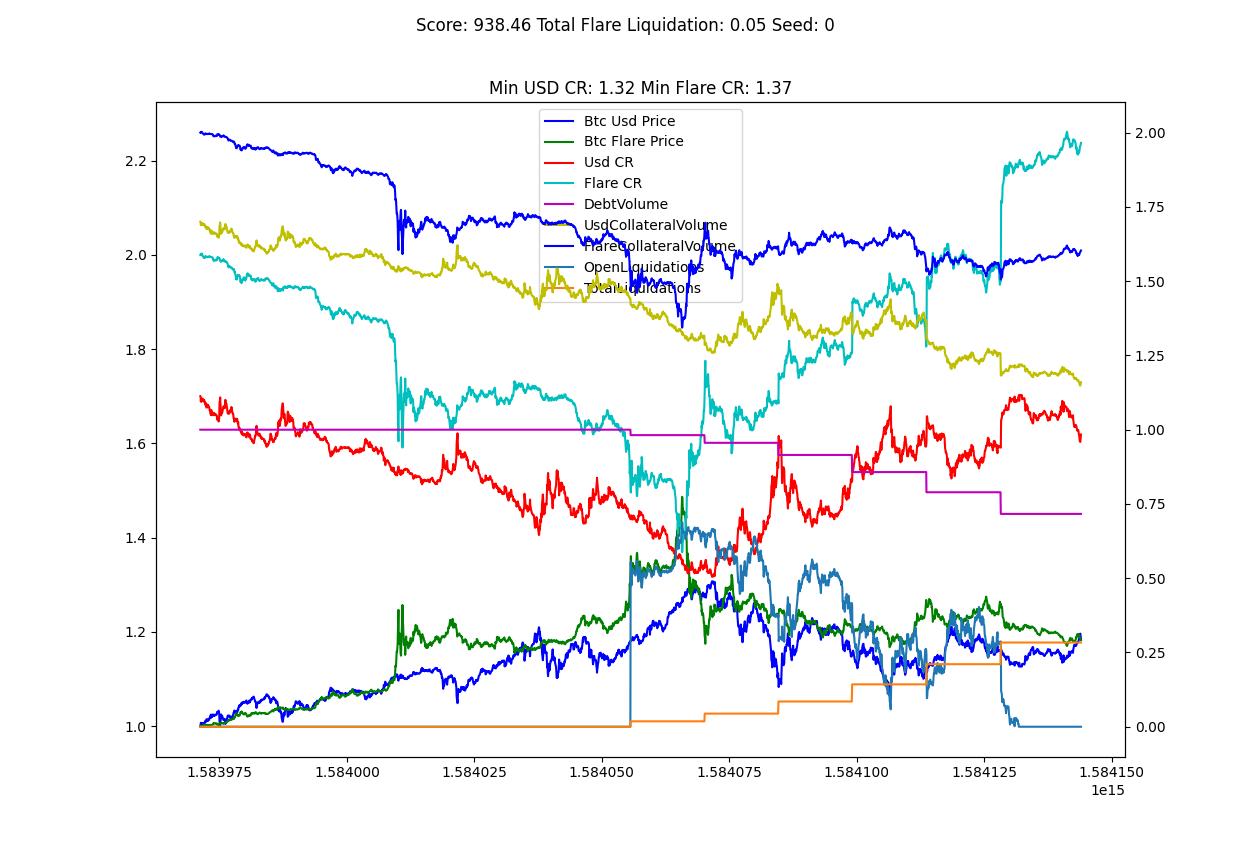 Score: 938.46 Total Flare Liquidation: 0.05 Seed: 0
Min USD CR: 1.32 Min Flare CR: 1.37
Btc Usd Price
Btc Flare Price
Usd CR
Flare CR
DebtVolume
UsdCollateralVolume
FlareCollateralVolume
OpenLiquidations
TotalLiquidations
2.2
2.0
1.8
1.6
1.4
1.2
1.0
2.00
1.75
1.50
1.25
1.00
0.75
0.50
0.25
0.00
1.583975 1.584000 1.584025 1.584050 1.584075 1.584100 1.584125 1.584150
1e15